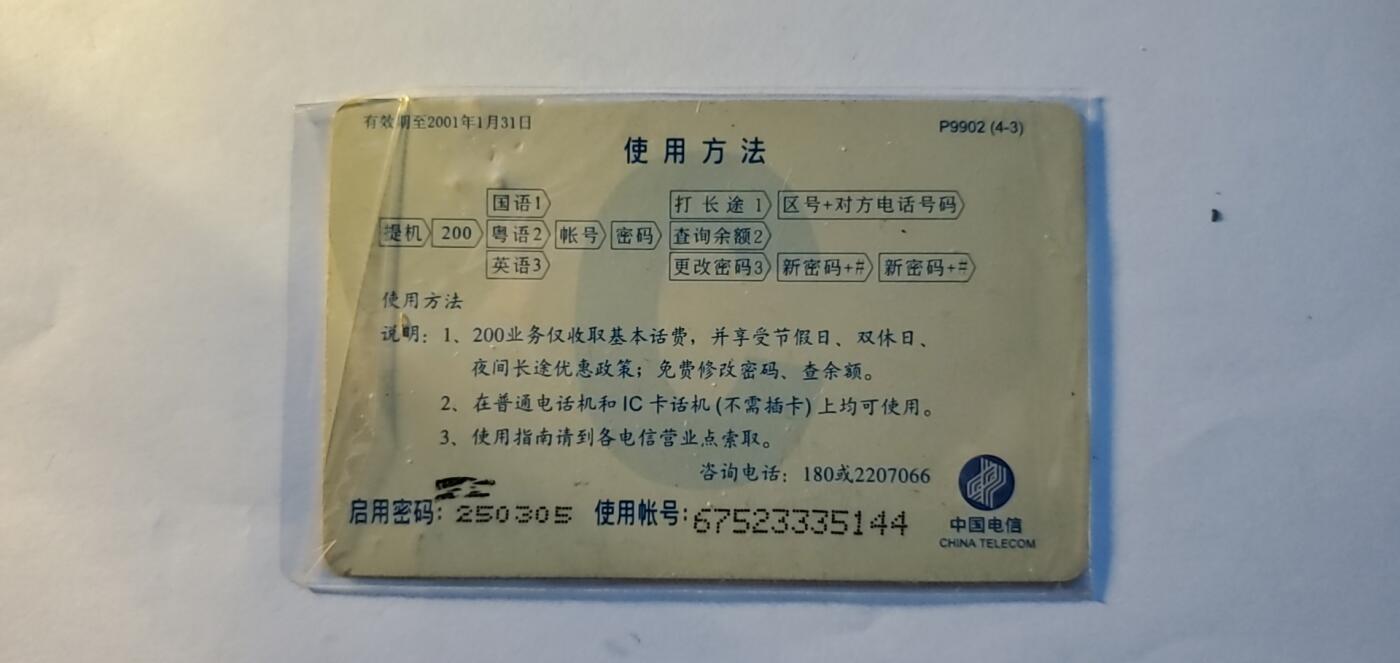 有效期至2001年1月31日
P9902 (4-3)
使用方法
国语1 打长途1 区号+对方电话号码
提机 200 粤语2 帐号 密码 查询余额2
英语3 更改密码3 新密码+# 新密码+#
使用方法
说明：1、200业务仅收取基本话费，并享受节假日、双休日、
夜间长途优惠政策；免费修改密码、查余额。
2、在普通电话机和 IC 卡话机 (不需插卡) 上均可使用。
3、使用指南请到各电信营业点索取。
咨询电话：180或2207066
启用密码：250305 使用帐号：67523335144
中国电信
CHINA TELECOM